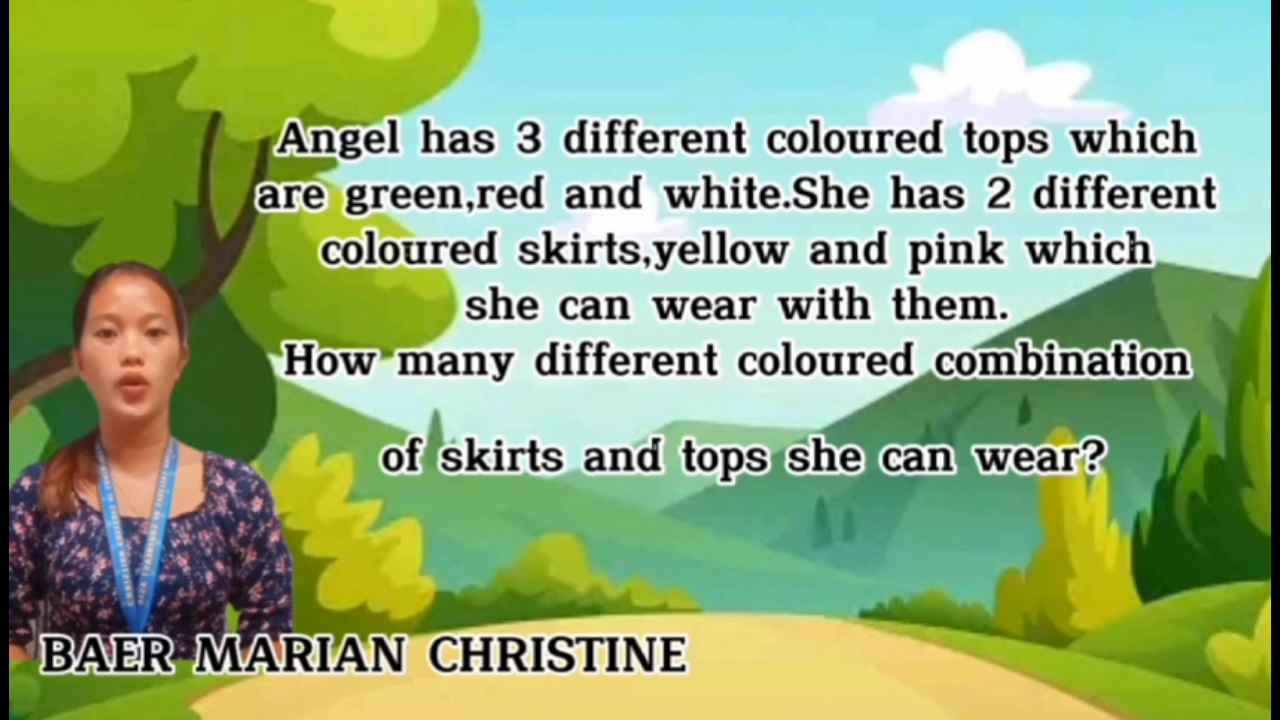 Angel has 3 different coloured tops which
are green,red and white.She has 2 different
coloured skirts,yellow and pink which
she can wear with them.
How many different coloured combination
of skirts and tops she can wear?
BAER MARIAN CHRISTINE